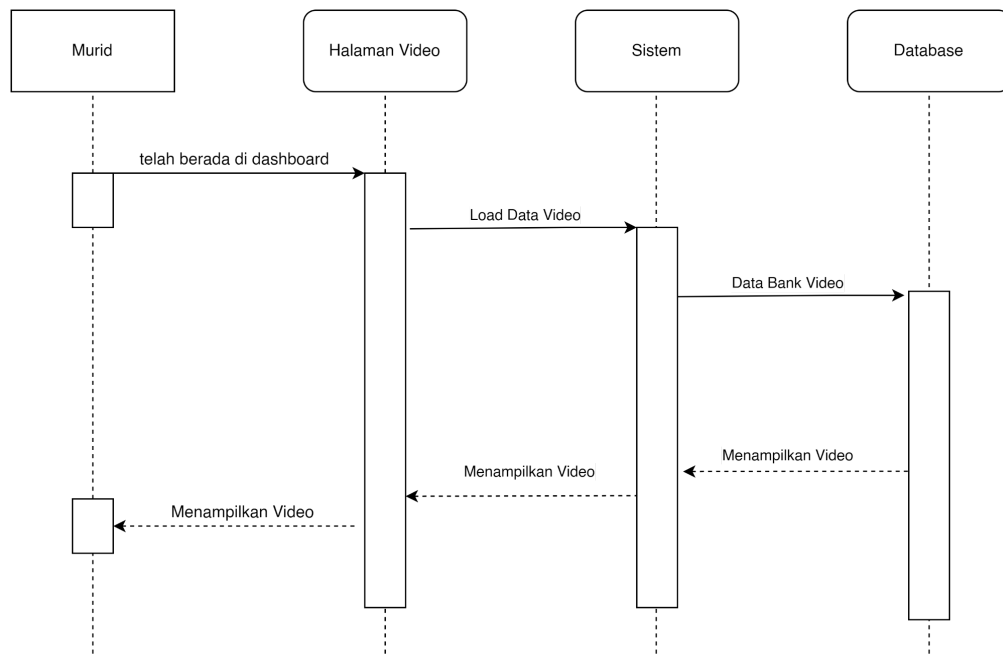 Murid
Halaman Video
Sistem
Database
telah berada di dashboard
Load Data Video
Data Bank Video
Menampilkan Video
Menampilkan Video
Menampilkan Video